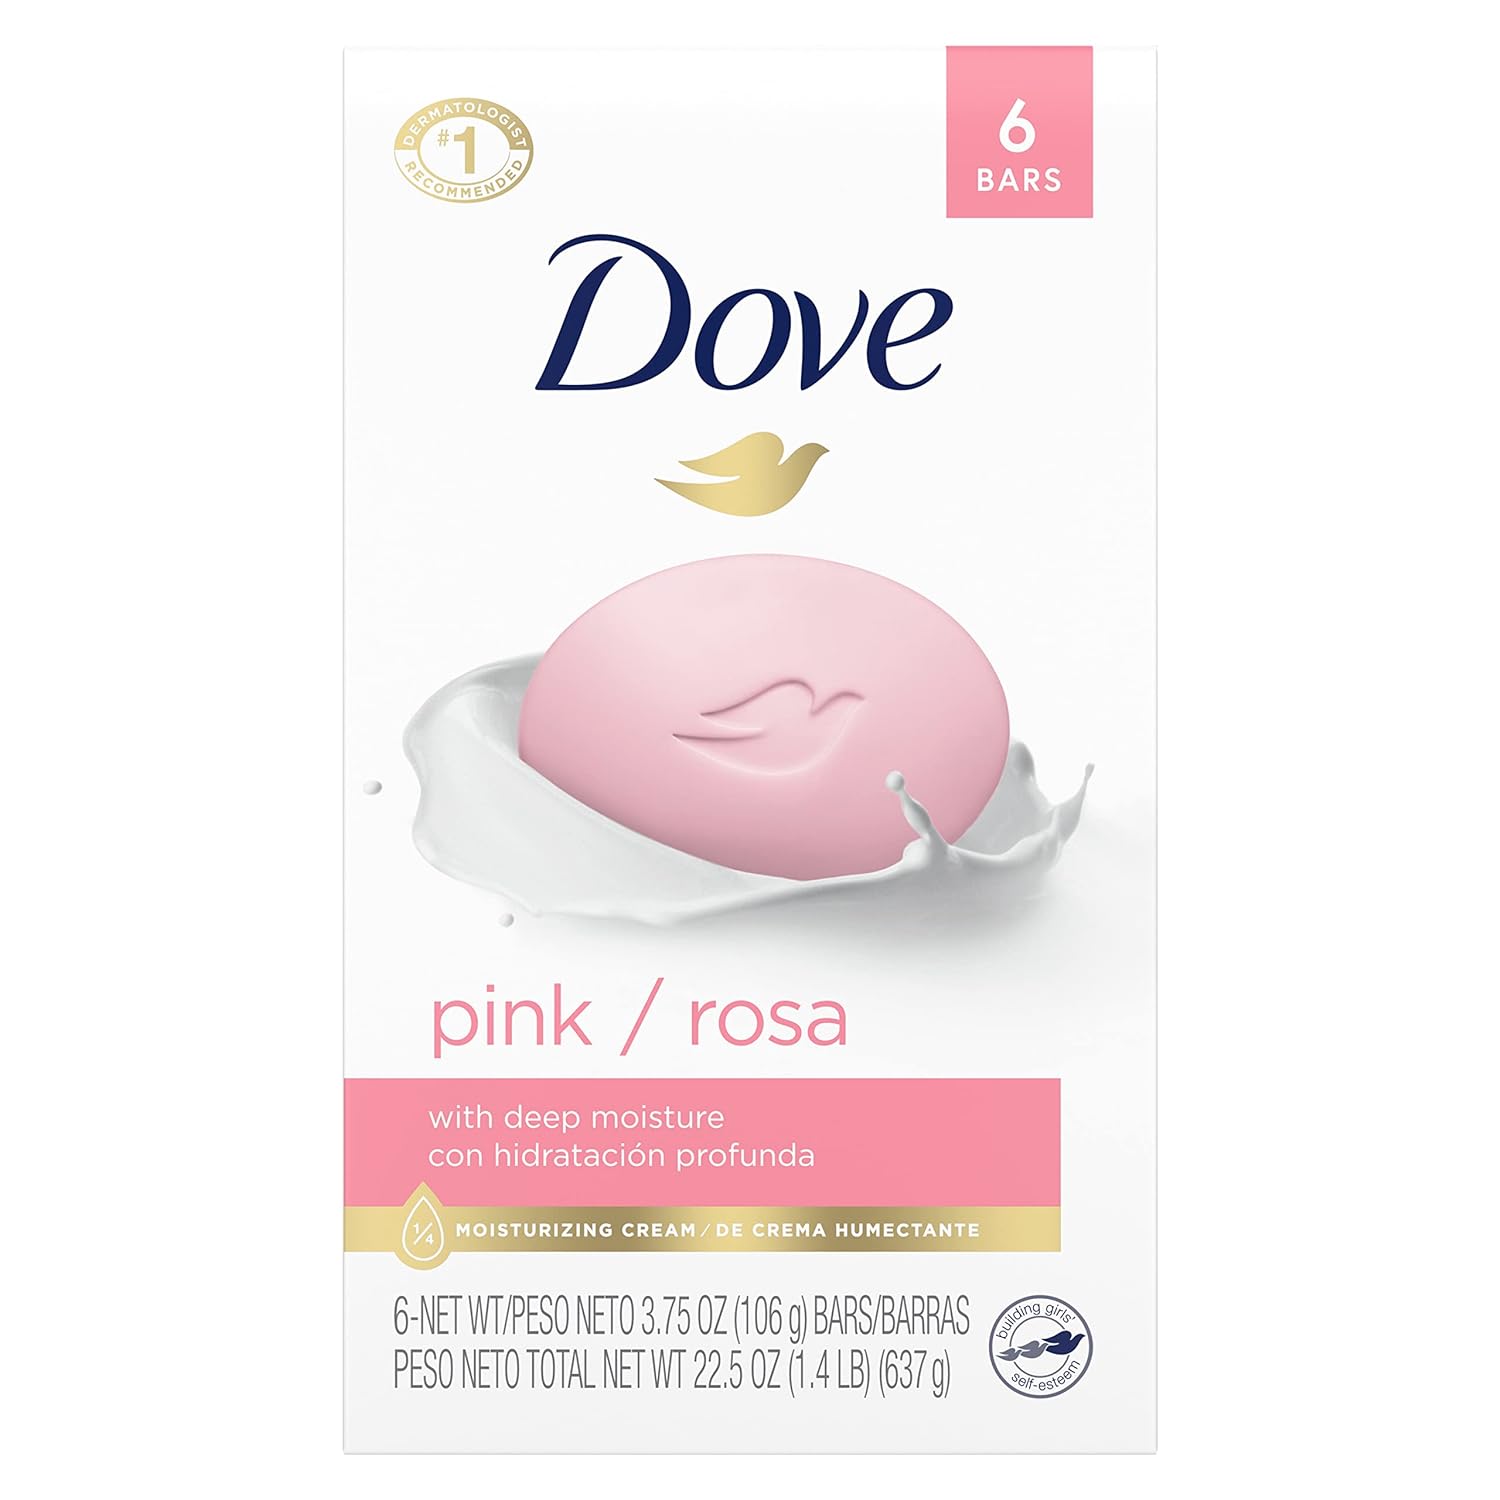 DERMATOLOGIST
#1
RECOMMENDED
6
BARS
Dove
pink / rosa
with deep moisture
con hidratación profunda
1/4 MOISTURIZING CREAM/DE CREMA HUMECTANTE
6-NET WT/PESO NETO 3.75 OZ (106 g) BARS/BARRAS
PESO NETO TOTAL NET WT 22.5 OZ (1.4 LB) (637 g)
building girls'
self-esteem